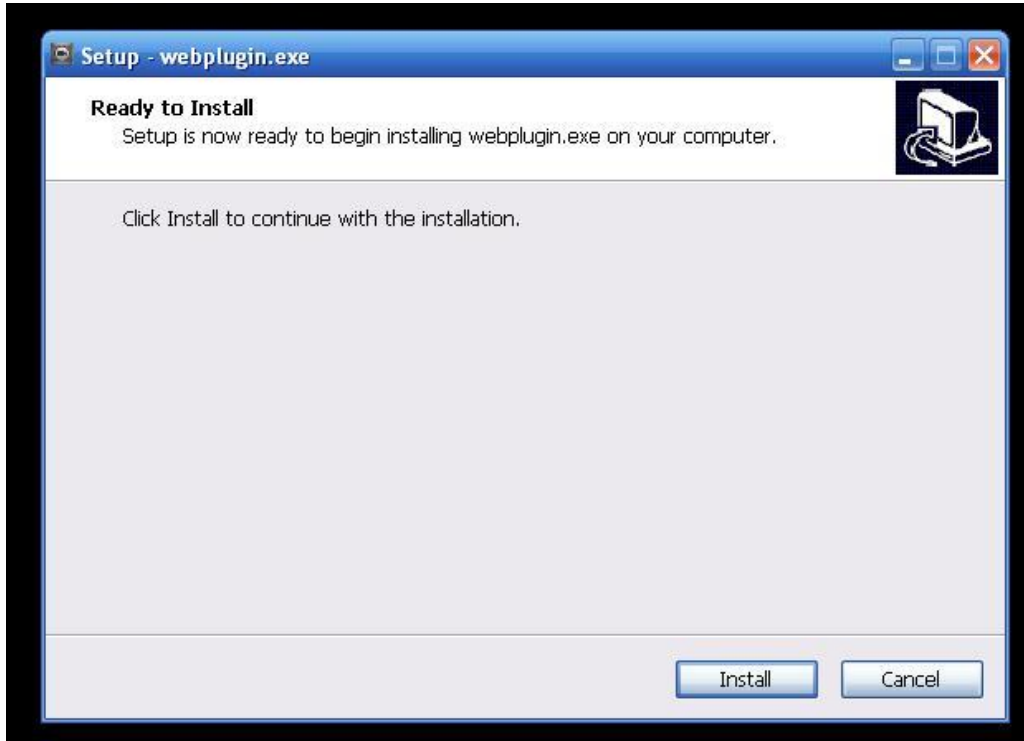 Setup - webplugin.exe
Ready to Install
Setup is now ready to begin installing webplugin.exe on your computer.
Click Install to continue with the installation.
Install
Cancel